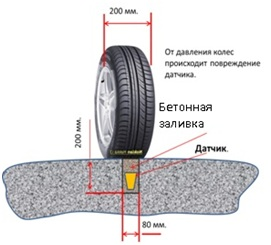 200 мм.
От давления колес
происходит повреждение
датчика.
Бетонная
заливка
200 мм.
Датчик.
80 мм.